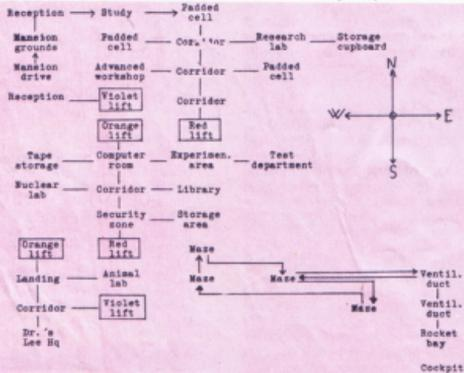 Reception Study Padded
cell
Mansion
grounds
Padded
cell
Research
lab
Storage
cupboard
Mansion
drive
Advanced
workshop
Corridor
Padded
cell
Reception
Violet
lift
Corridor
Orange
lift
Red
lift
N
W E
S
Tape
storage
Computer
room
Experimen.
area
Test
department
Nuclear
lab
Corridor
Library
Security
zone
Storage
area
Orange
lift
Red
lift
Landing
Animal
lab
Corridor
Violet
lift
Dr. 's
Lee Hq
Maze
Maze
Maze
Maze
Ventil.
duct
Ventil.
duct
Rocket
bay
Cockpit